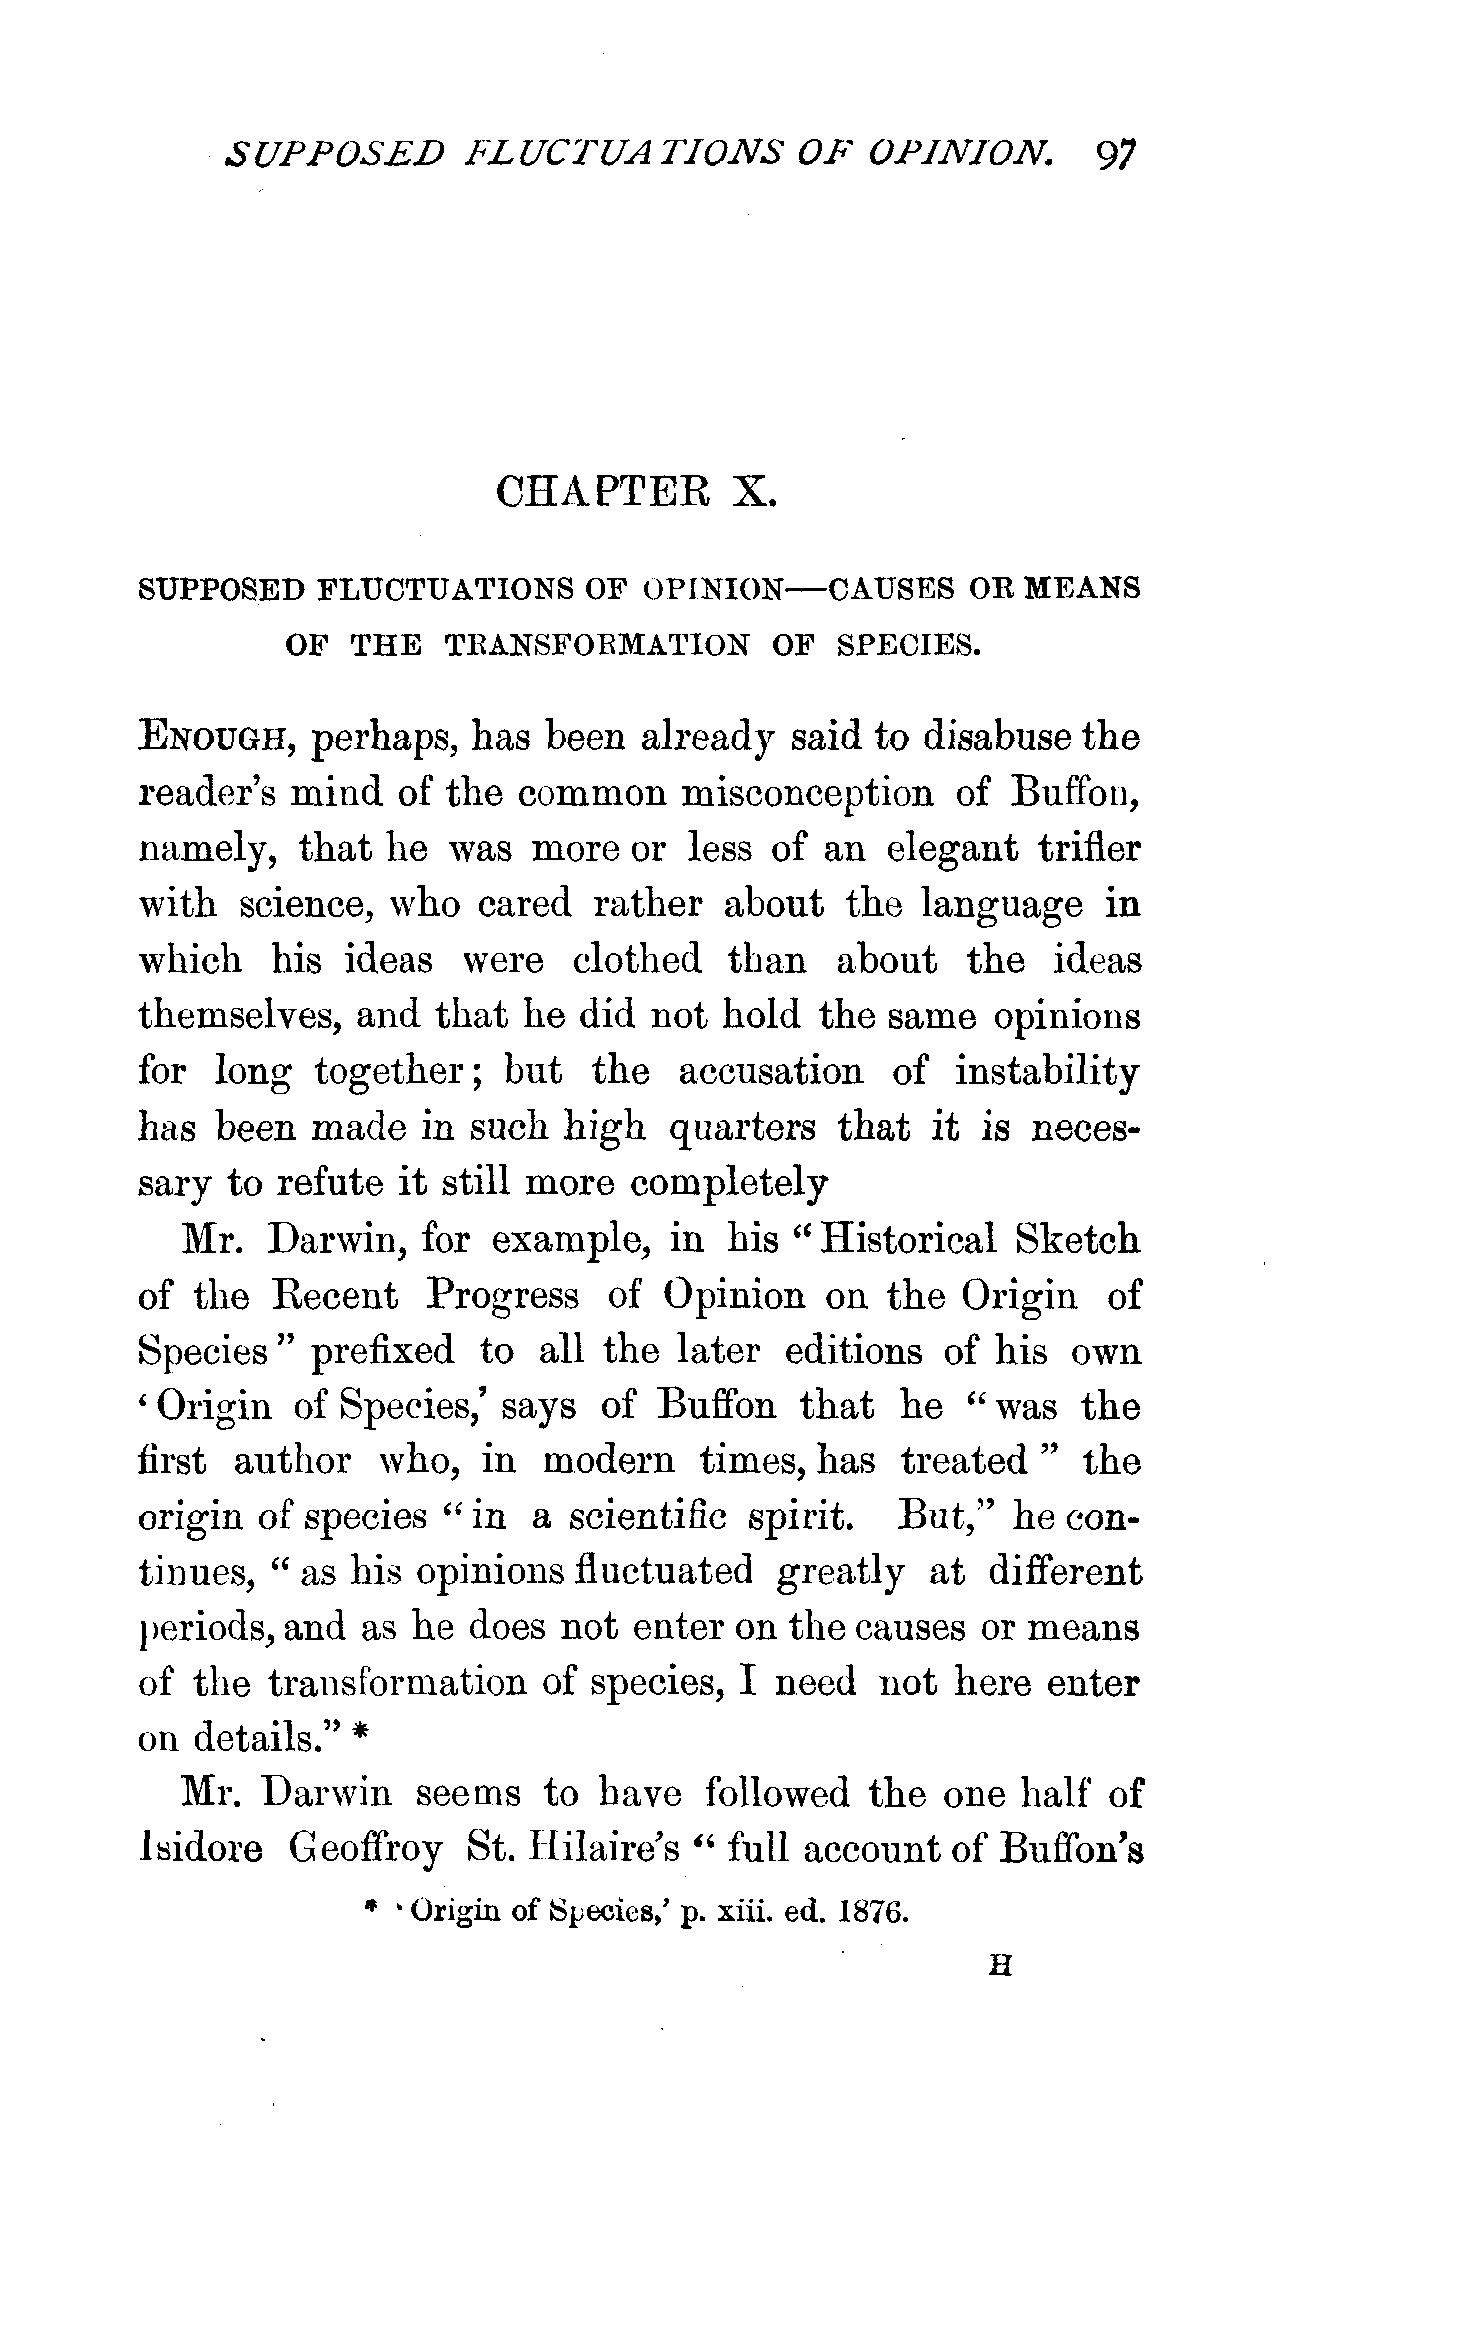 SUPPOSED FLUCTUATIONS OF OPINION. 97
CHAPTER X.
SUPPOSED FLUCTUATIONS OF OPINION—CAUSES OR MEANS
OF THE TRANSFORMATION OF SPECIES.
ENOUGH, perhaps, has been already said to disabuse the
reader's mind of the common misconception of Buffon,
namely, that he was more or less of an elegant trifler
with science, who cared rather about the language in
which his ideas were clothed than about the ideas
themselves, and that he did not hold the same opinions
for long together; but the accusation of instability
has been made in such high quarters that it is neces-
sary to refute it still more completely
Mr. Darwin, for example, in his “Historical Sketch
of the Recent Progress of Opinion on the Origin of
Species” prefixed to all the later editions of his own
‘Origin of Species,’ says of Buffon that he “was the
first author who, in modern times, has treated” the
origin of species “in a scientific spirit. But,” he con-
tinues, “as his opinions fluctuated greatly at different
periods, and as he does not enter on the causes or means
of the transformation of species, I need not here enter
on details.” *
Mr. Darwin seems to have followed the one half of
Isidore Geoffroy St. Hilaire's “full account of Buffon's
* ‘Origin of Species,’ p. xiii. ed. 1876.
H